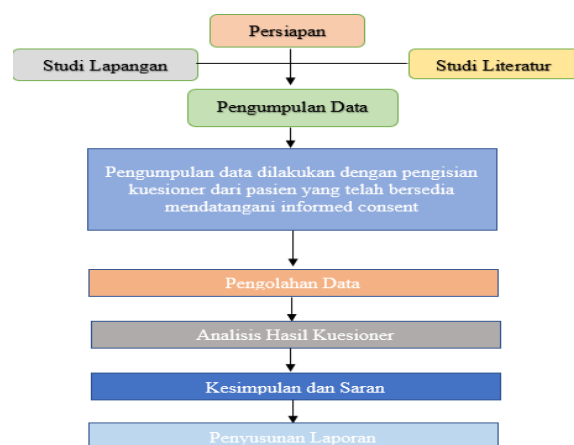 Persiapan
Studi Lapangan
Studi Literatur
Pengumpulan Data
Pengumpulan data dilakukan dengan pengisian
kuesioner dari pasien yang telah bersedia
mendatangani informed consent
Pengolahan Data
Analisis Hasil Kuesioner
Kesimpulan dan Saran
Penyusunan Laporan